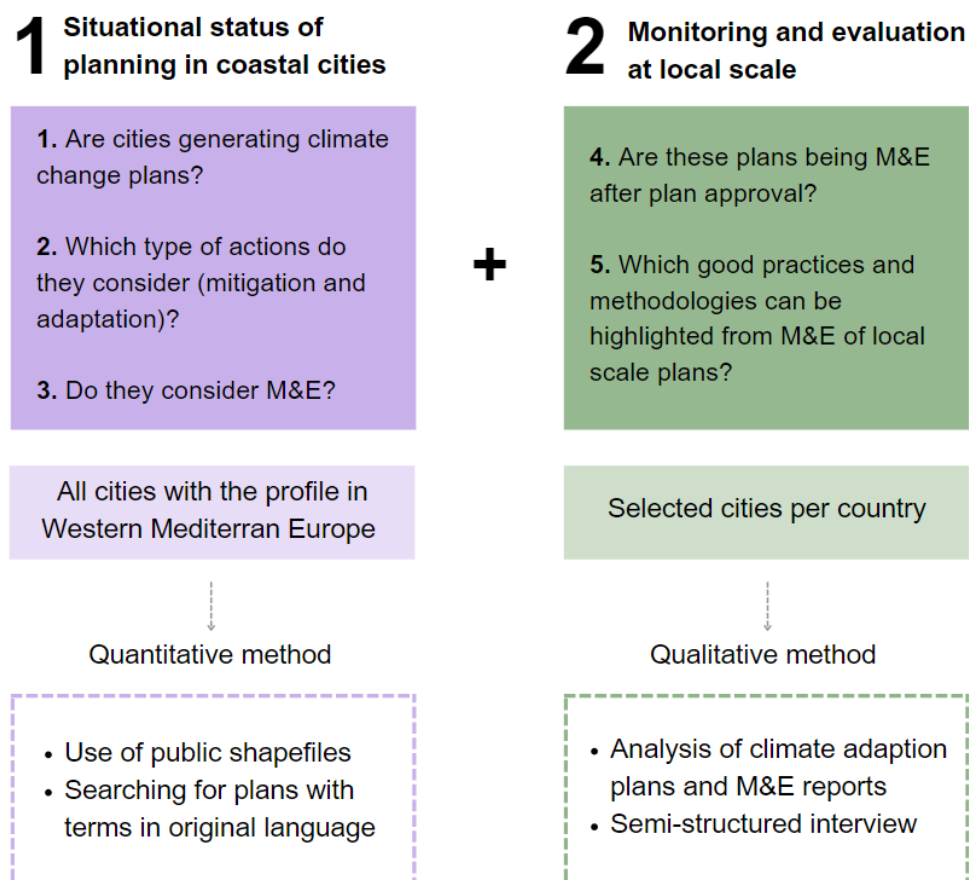 1
Situational status of
planning in coastal cities
1. Are cities generating climate
change plans?
2. Which type of actions do
they consider (mitigation and
adaptation)?
3. Do they consider M&E?
All cities with the profile in
Western Mediterran Europe
Quantitative method
• Use of public shapefiles
• Searching for plans with
terms in original language
+
2
Monitoring and evaluation
at local scale
4. Are these plans being M&E
after plan approval?
5. Which good practices and
methodologies can be
highlighted from M&E of local
scale plans?
Selected cities per country
Qualitative method
• Analysis of climate adaption
plans and M&E reports
• Semi-structured interview